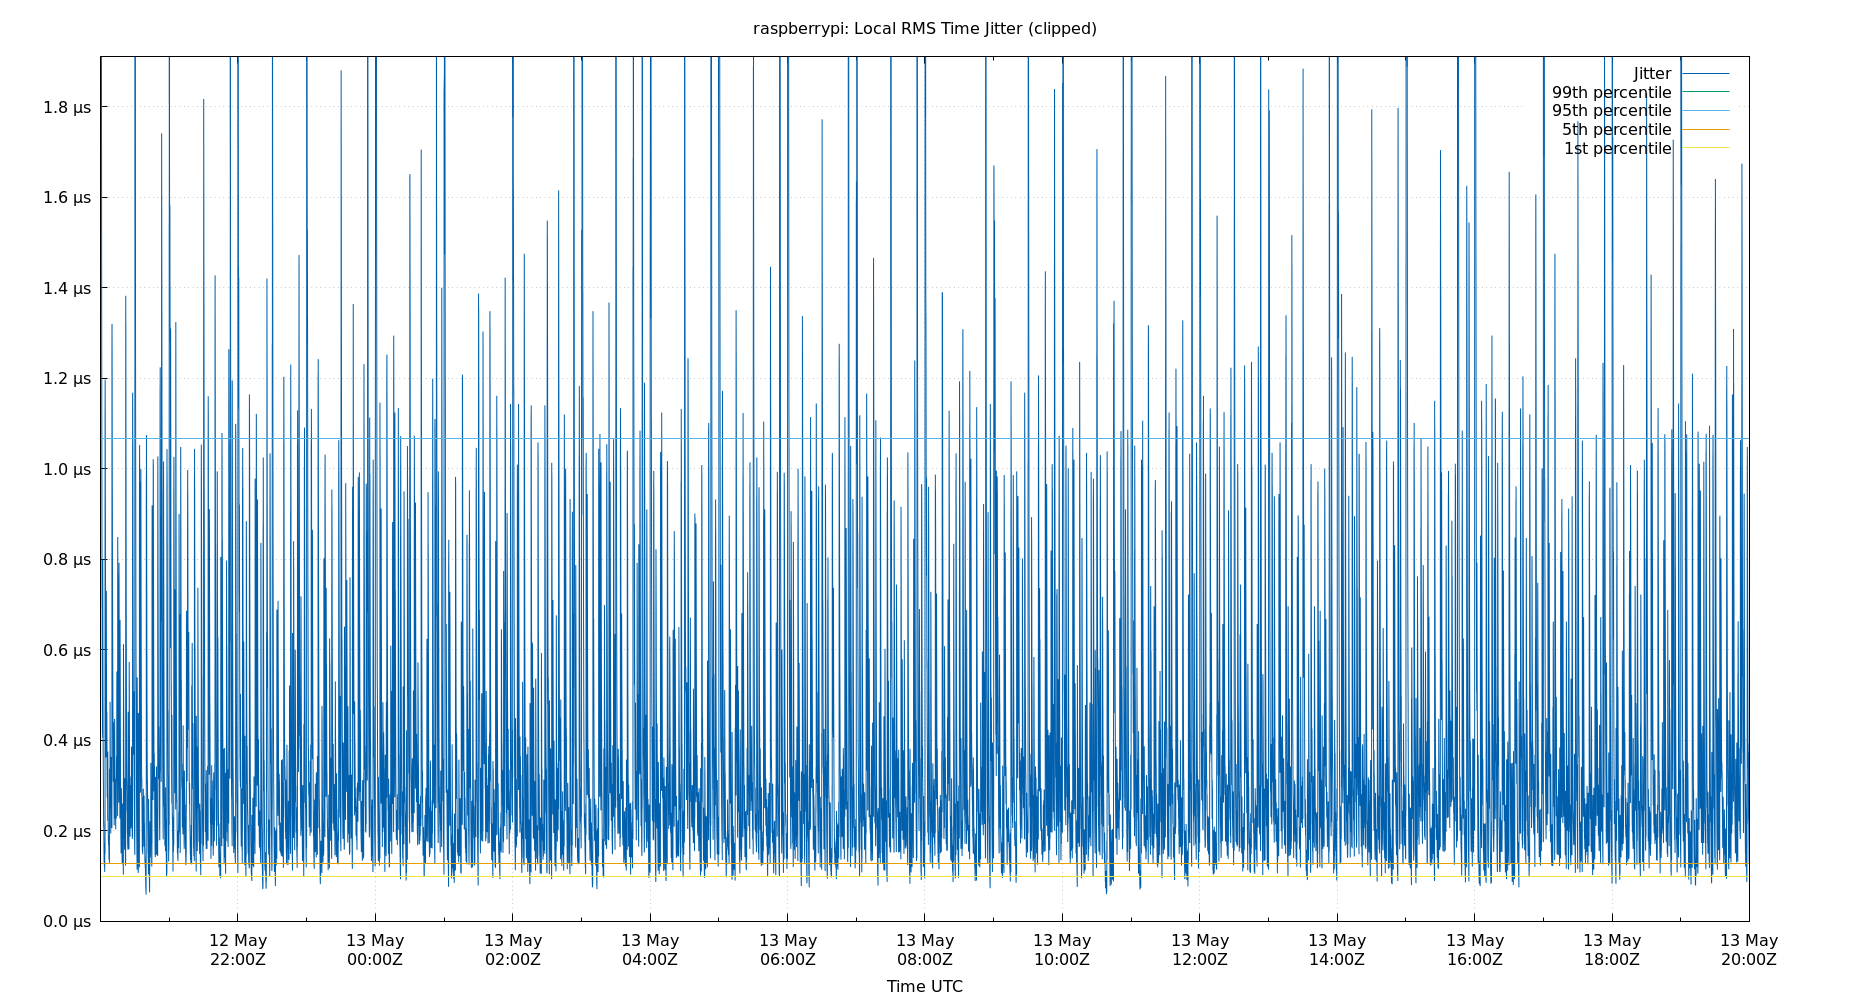 raspberrypi: Local RMS Time Jitter (clipped)
Jitter
99th percentile
95th percentile
5th percentile
1st percentile
1.8 µs
1.6 µs
1.4 µs
1.2 µs
1.0 µs
0.8 µs
0.6 µs
0.4 µs
0.2 µs
0.0 µs
12 May 13 May 13 May 13 May 13 May 13 May 13 May 13 May 13 May 13 May 13 May 13 May
22:00Z 00:00Z 02:00Z 04:00Z 06:00Z 08:00Z 10:00Z 12:00Z 14:00Z 16:00Z 18:00Z 20:00Z
Time UTC